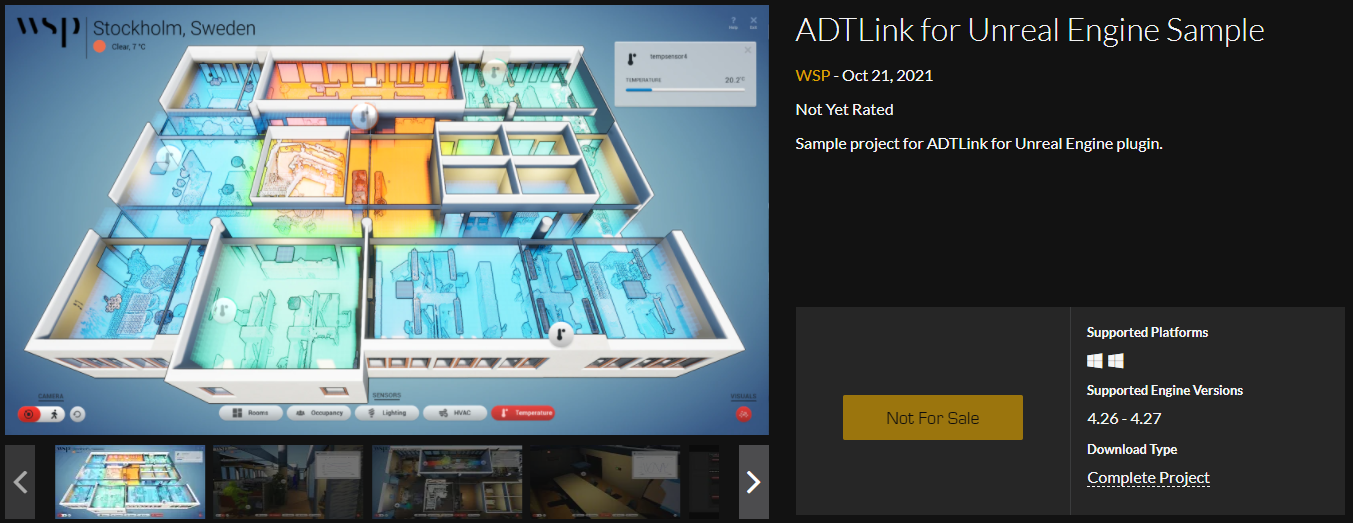 wsp
Stockholm, Sweden
Clear, 7 °C
Help
Exit
tempsensor4
TEMPERATURE
20.2°C
CAMERA
SENSORS
VISUALS
Rooms
Occupancy
Lighting
HVAC
Temperature
ADTLink for Unreal Engine Sample
WSP - Oct 21, 2021
Not Yet Rated
Sample project for ADTLink for Unreal Engine plugin.
Not For Sale
Supported Platforms
Supported Engine Versions
4.26 - 4.27
Download Type
Complete Project